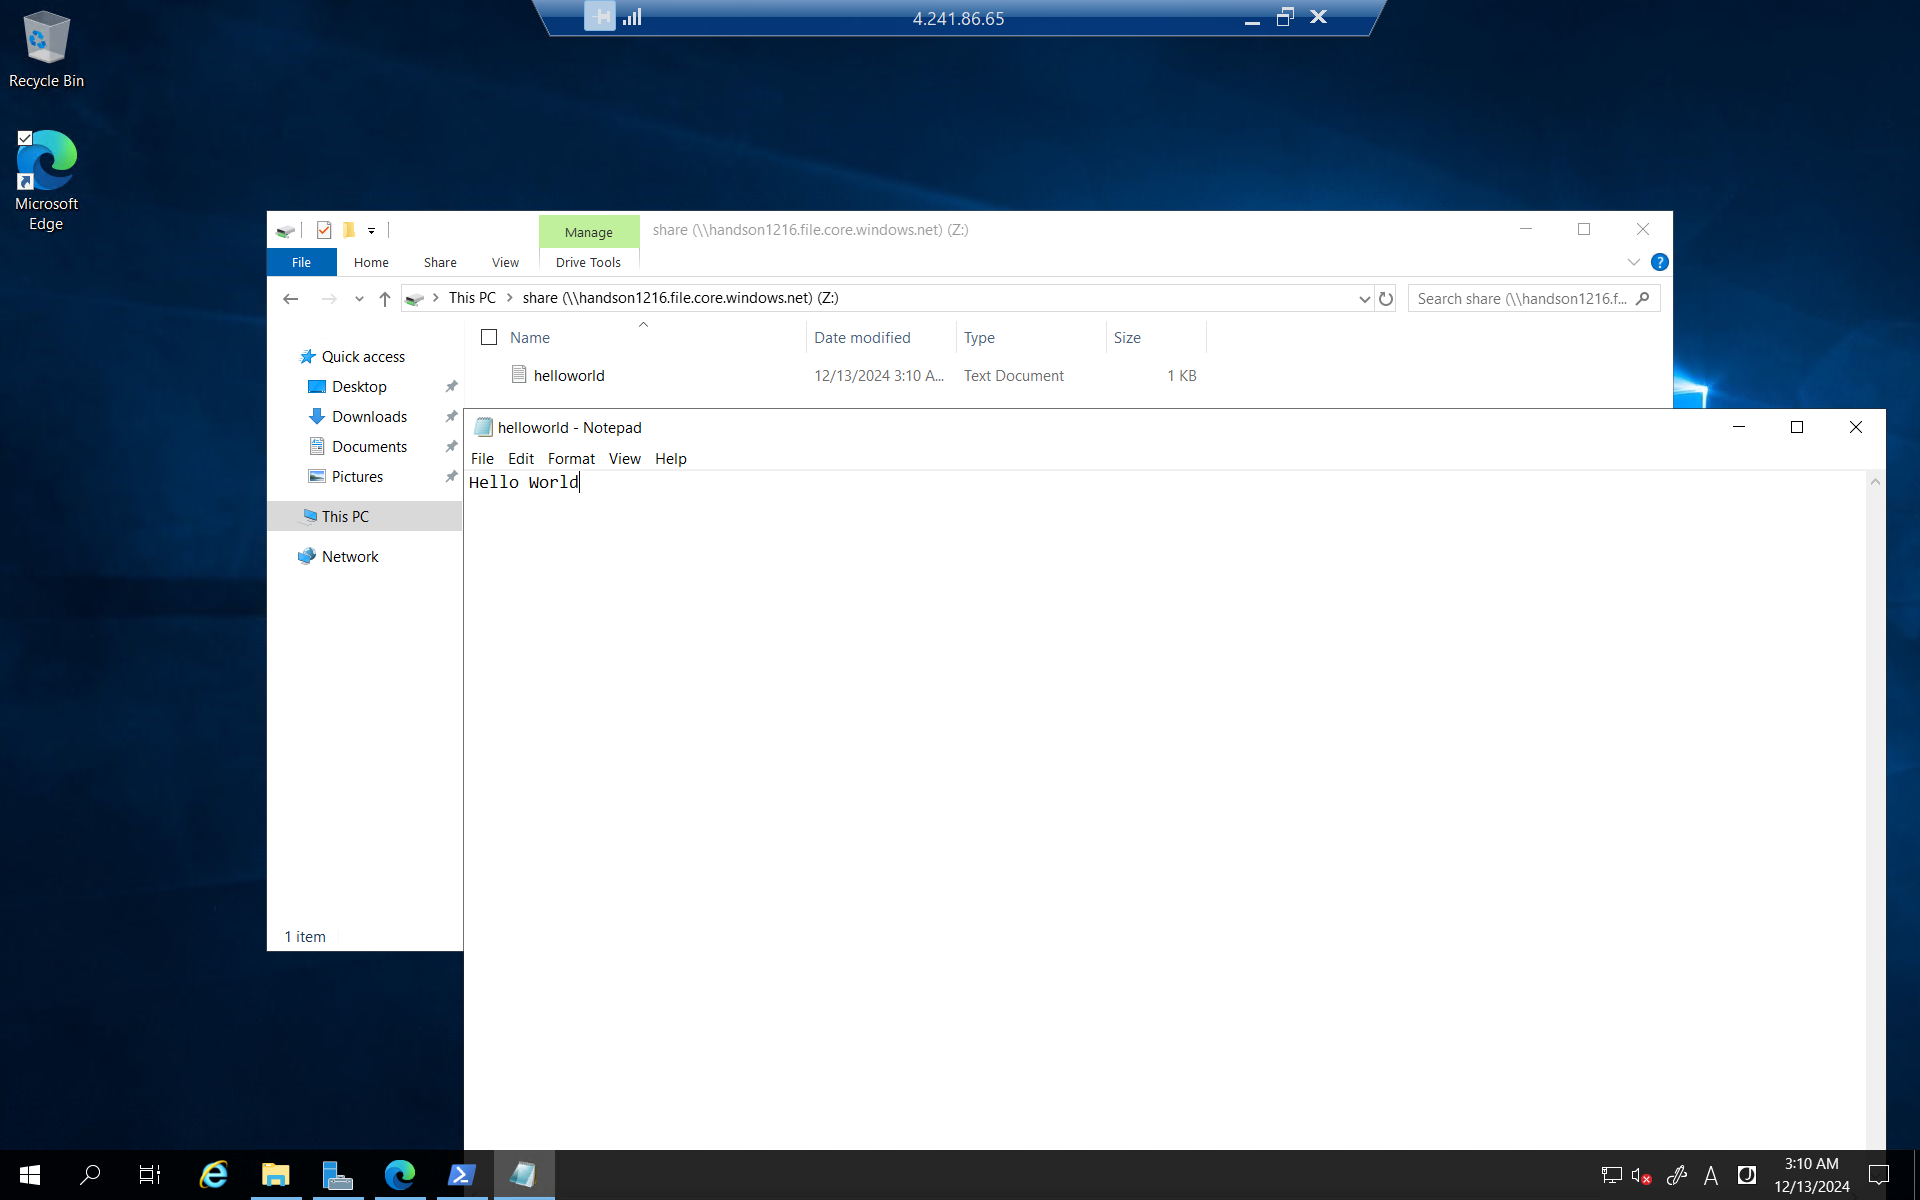 4.241.86.65
Recycle Bin
Microsoft
Edge
Manage
share (\\handson1216.file.core.windows.net) (Z:)
File
Home
Share
View
Drive Tools
This PC
share (\\handson1216.file.core.windows.net) (Z:)
Search share (\\handson1216.f...
Name
Date modified
Type
Size
Quick access
Desktop
Downloads
Documents
Pictures
This PC
Network
helloworld
12/13/2024 3:10 A...
Text Document
1 KB
helloworld - Notepad
File
Edit
Format
View
Help
Hello World
1 item
A
3:10 AM
12/13/2024